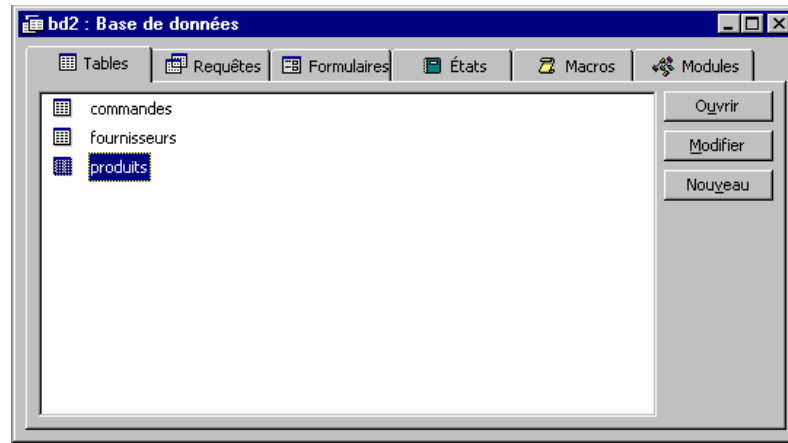 bd2 : Base de données
Tables Requêtes Formulaires États Macros Modules
commandes
fournisseurs
produits
Ouvrir
Modifier
Nouveau